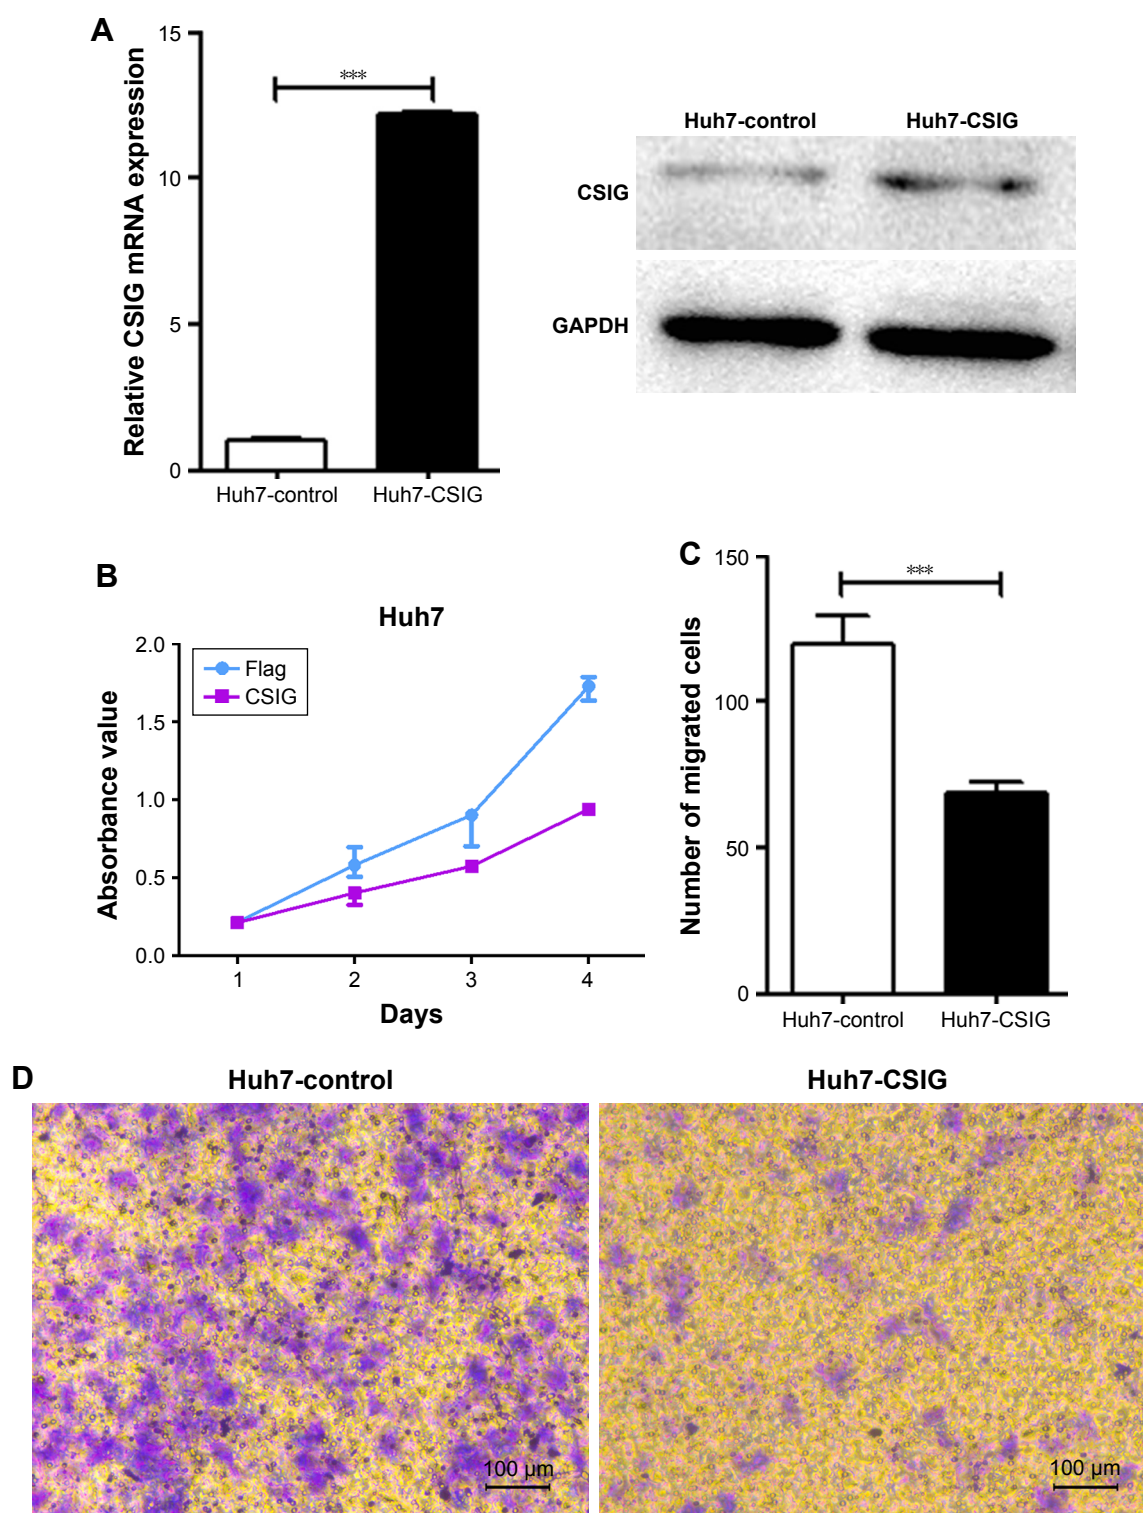 A
Relative CSIG mRNA expression
15
10
5
0
***
Huh7-control
Huh7-CSIG
Huh7-control
Huh7-CSIG
CSIG
GAPDH
B
Huh7
Absorbance value
2.0
1.5
1.0
0.5
0.0
Flag
CSIG
1
2
3
4
Days
C
Number of migrated cells
150
100
50
0
***
Huh7-control
Huh7-CSIG
D
Huh7-control
Huh7-CSIG
100 µm
100 µm